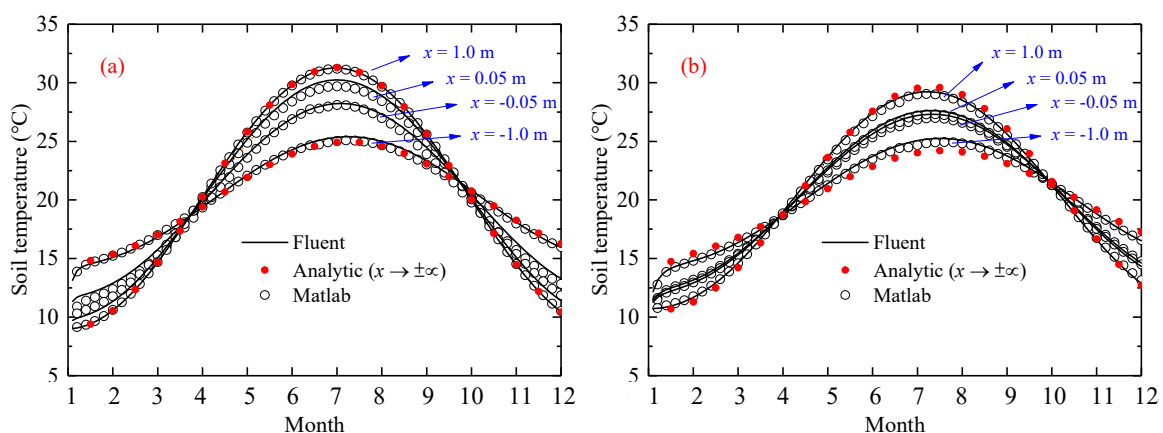 35
30
25
20
15
10
5
Soil temperature (°C)
(a)
x = 1.0 m
x = 0.05 m
x = -0.05 m
x = -1.0 m
Fluent
Analytic (x → ±∞)
Matlab
1 2 3 4 5 6 7 8 9 10 11 12
Month
35
30
25
20
15
10
5
Soil temperature (°C)
(b)
x = 1.0 m
x = 0.05 m
x = -0.05 m
x = -1.0 m
Fluent
Analytic (x → ±∞)
Matlab
1 2 3 4 5 6 7 8 9 10 11 12
Month